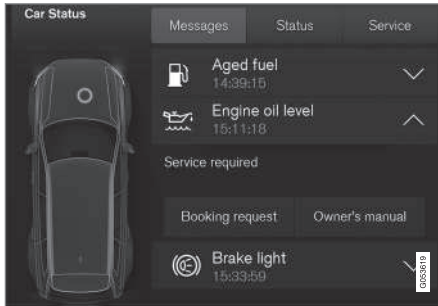 Car Status
Messages
Status
Service
Aged fuel
14:39:15
Engine oil level
15:11:18
Service required
Booking request
Owner's manual
Brake light
15:33:59
G053619